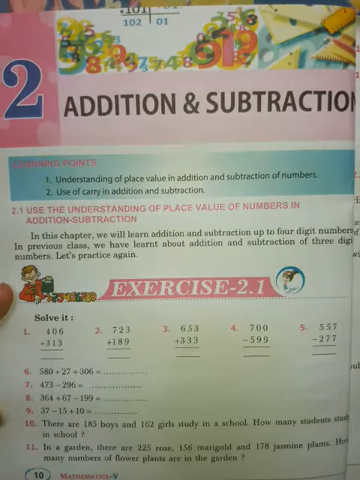 101
102 01
2
ADDITION & SUBTRACTION
LEARNING POINTS
1. Understanding of place value in addition and subtraction of numbers.
2. Use of carry in addition and subtraction.
2.1 USE THE UNDERSTANDING OF PLACE VALUE OF NUMBERS IN
ADDITION-SUBTRACTION
In this chapter, we will learn addition and subtraction up to four digit numbers.
In previous class, we have learnt about addition and subtraction of three digi
numbers. Let's practice again.
EXERCISE-2.1
Solve it :
1. 406 2. 723 3. 653 4. 700 5. 557
+313 +189 +333 -599 -277
6. 580 + 27 + 306 = ...............
7. 473 – 296 = ...............
8. 364 + 67 – 199 = ...............
9. 37 – 15 + 10 = ...............
10. There are 185 boys and 162 girls study in a school. How many students study
in school ?
11. In a garden, there are 225 rose, 156 marigold and 178 jasmine plants. How
many numbers of flower plants are in the garden ?
10 MATHEMATICS-V